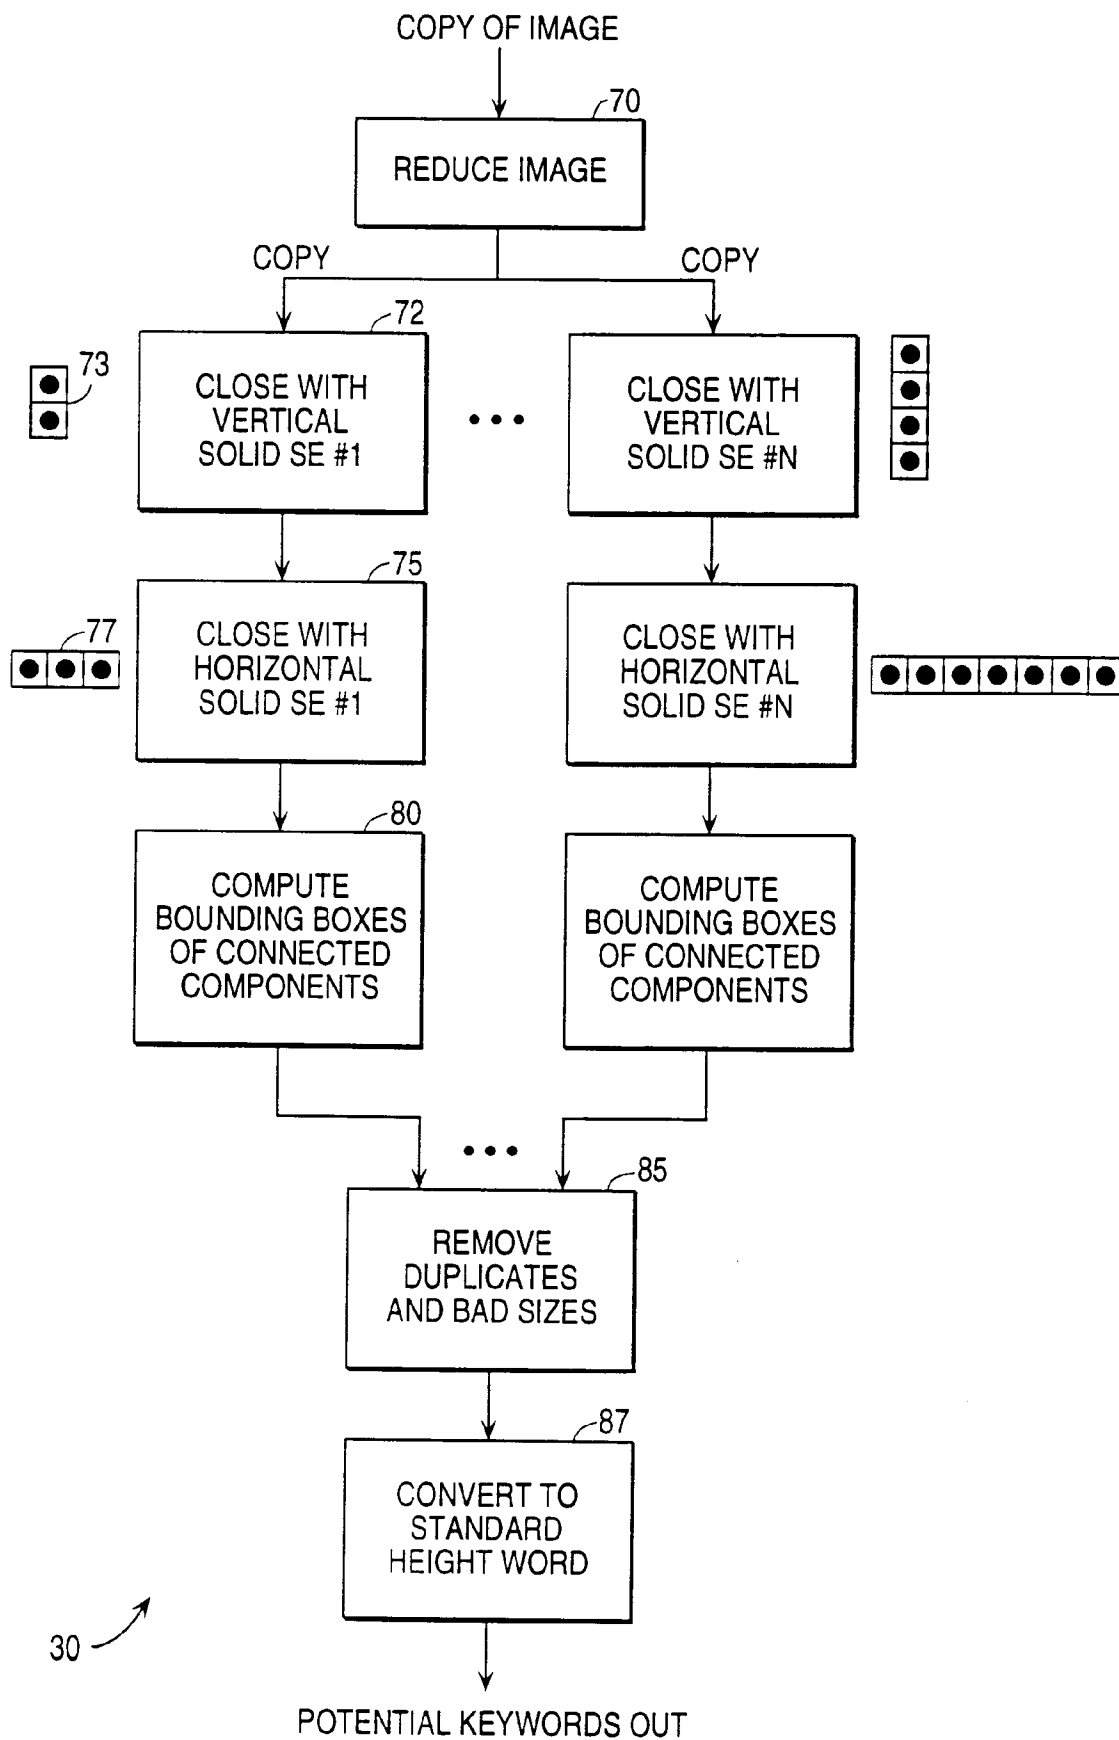 COPY OF IMAGE
70
REDUCE IMAGE
COPY
COPY
72
73
CLOSE WITH
VERTICAL
SOLID SE #1
CLOSE WITH
VERTICAL
SOLID SE #N
75
77
CLOSE WITH
HORIZONTAL
SOLID SE #1
CLOSE WITH
HORIZONTAL
SOLID SE #N
80
COMPUTE
BOUNDING BOXES
OF CONNECTED
COMPONENTS
COMPUTE
BOUNDING BOXES
OF CONNECTED
COMPONENTS
85
REMOVE
DUPLICATES
AND BAD SIZES
87
CONVERT TO
STANDARD
HEIGHT WORD
30
POTENTIAL KEYWORDS OUT